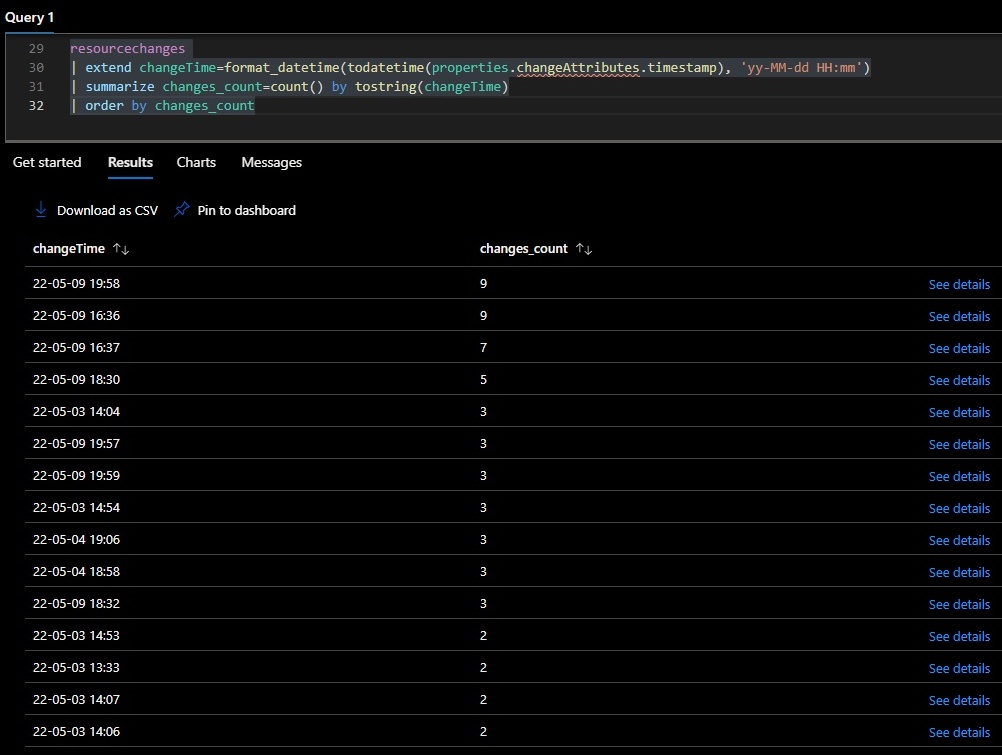 Query 1
29 resourcechanges
30 | extend changeTime=format_datetime(todatetime(properties.changeAttributes.timestamp), 'yy-MM-dd HH:mm')
31 | summarize changes_count=count() by tostring(changeTime)
32 | order by changes_count
Get started Results Charts Messages
Download as CSV Pin to dashboard
changeTime ↑↓ changes_count ↑↓
22-05-09 19:58 9 See details
22-05-09 16:36 9 See details
22-05-09 16:37 7 See details
22-05-09 18:30 5 See details
22-05-03 14:04 3 See details
22-05-09 19:57 3 See details
22-05-09 19:59 3 See details
22-05-03 14:54 3 See details
22-05-04 19:06 3 See details
22-05-04 18:58 3 See details
22-05-09 18:32 3 See details
22-05-03 14:53 2 See details
22-05-03 13:33 2 See details
22-05-03 14:07 2 See details
22-05-03 14:06 2 See details